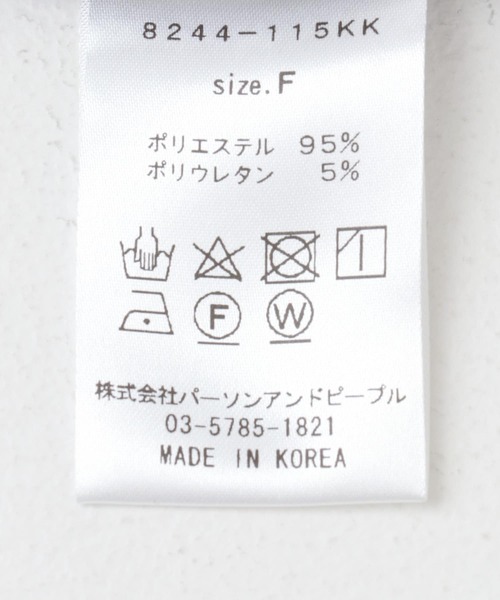 8244-115KK
size.F
ポリエステル 95%
ポリウレタン 5%
F W
株式会社パーソンアンドピープル
03-5785-1821
MADE IN KOREA